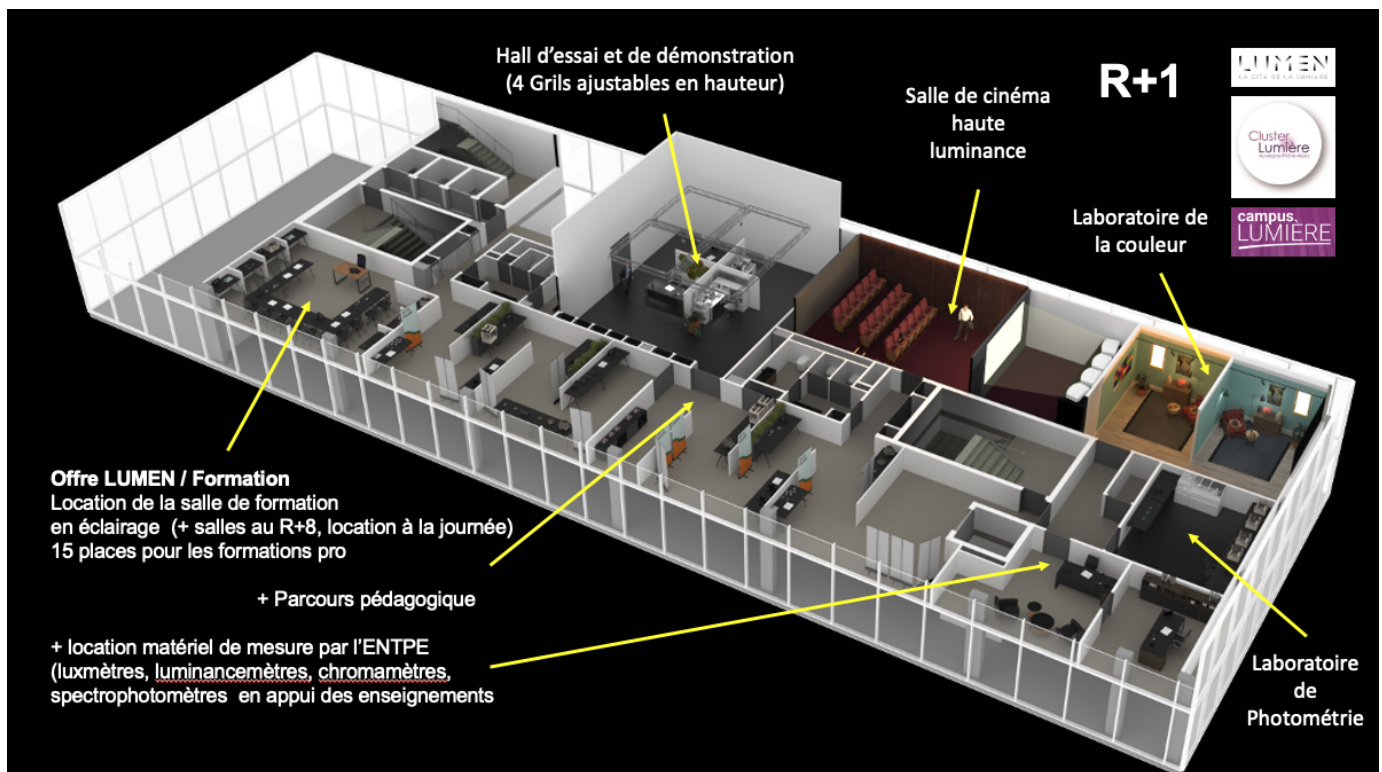 Hall d'essai et de démonstration
(4 Grils ajustables en hauteur)
R+1
LUMEN
LA CITÉ DE LA LUMIÈRE
Salle de cinéma
haute
luminance
Cluster
Lumière
Auvergne-Rhône-Alpes
Laboratoire de
la couleur
campus
LUMIÈRE
Offre LUMEN / Formation
Location de la salle de formation
en éclairage (+ salles au R+8, location à la journée)
15 places pour les formations pro
+ Parcours pédagogique
+ location matériel de mesure par l'ENTPE
(luxmètres, luminancemètres, chromamètres,
spectrophotomètres en appui des enseignements
Laboratoire
de
Photométrie